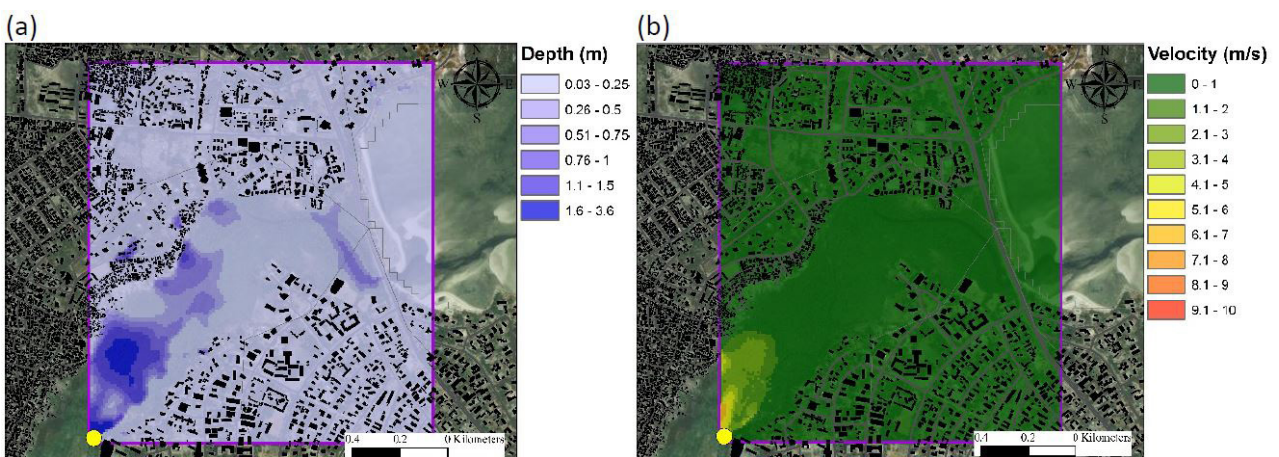 (a)
Depth (m)
0.03 - 0.25
0.26 - 0.5
0.51 - 0.75
0.76 - 1
1.1 - 1.5
1.6 - 3.6
N
W
E
S
0.4
0.2
0 Kilometers
(b)
Velocity (m/s)
0 - 1
1.1 - 2
2.1 - 3
3.1 - 4
4.1 - 5
5.1 - 6
6.1 - 7
7.1 - 8
8.1 - 9
9.1 - 10
N
W
E
S
0.4
0.2
0 Kilometers